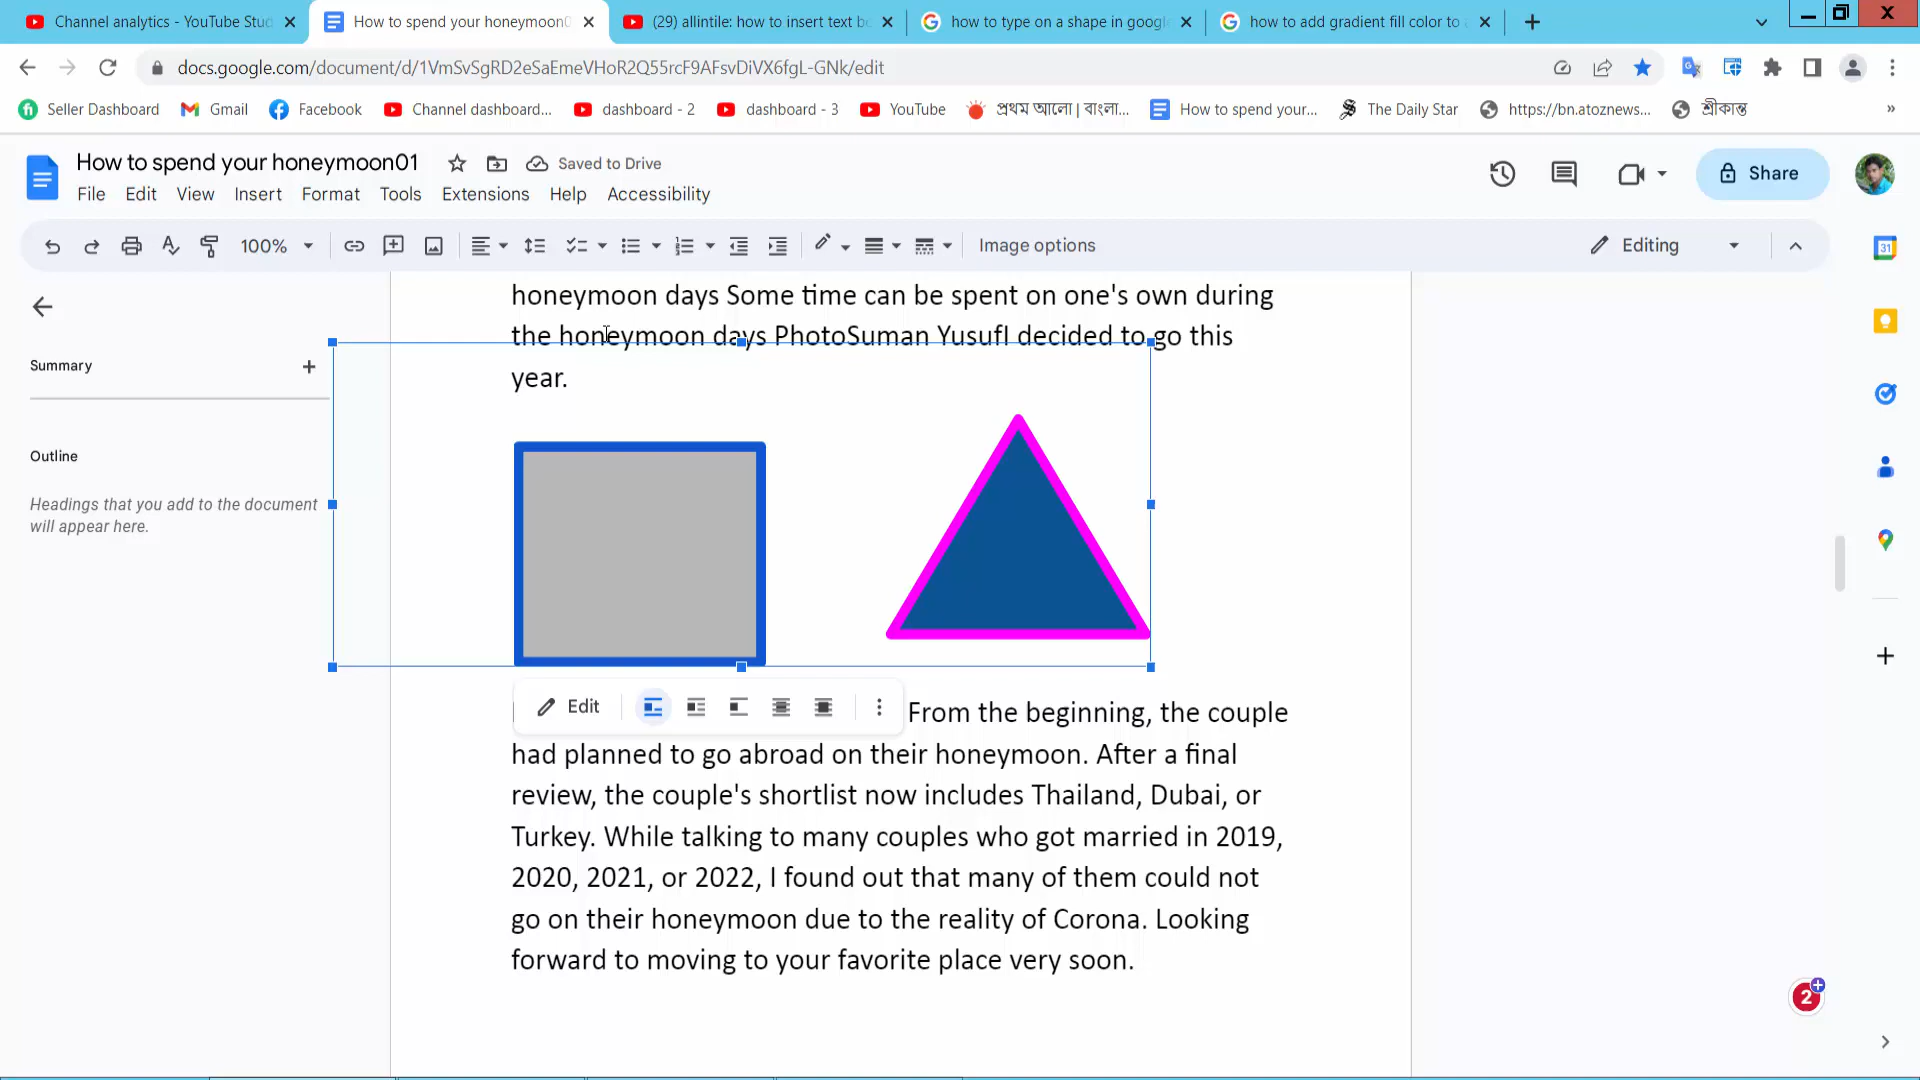 Channel analytics - YouTube Stud
How to spend your honeymoon0
(29) allintile: how to insert text bo
how to type on a shape in google
how to add gradient fill color to a
docs.google.com/document/d/1VmSvSgRD2eSaEmeVHoR2Q55rcF9AFsvDiVX6fgL-GNk/edit
Seller Dashboard
Gmail
Facebook
Channel dashboard...
dashboard - 2
dashboard - 3
YouTube
প্রথম আলো | বাংলা...
How to spend your...
The Daily Star
https://bn.atoznews...
শ্রীকান্ত
»
How to spend your honeymoon01
Saved to Drive
Share
File Edit View Insert Format Tools Extensions Help Accessibility
100%
Image options
Editing
31
honeymoon days Some time can be spent on one's own during
the honeymoon days PhotoSuman YusufI decided to go this
year.
Summary
Outline
Headings that you add to the document
will appear here.
Edit
From the beginning, the couple
had planned to go abroad on their honeymoon. After a final
review, the couple's shortlist now includes Thailand, Dubai, or
Turkey. While talking to many couples who got married in 2019,
2020, 2021, or 2022, I found out that many of them could not
go on their honeymoon due to the reality of Corona. Looking
forward to moving to your favorite place very soon.
2